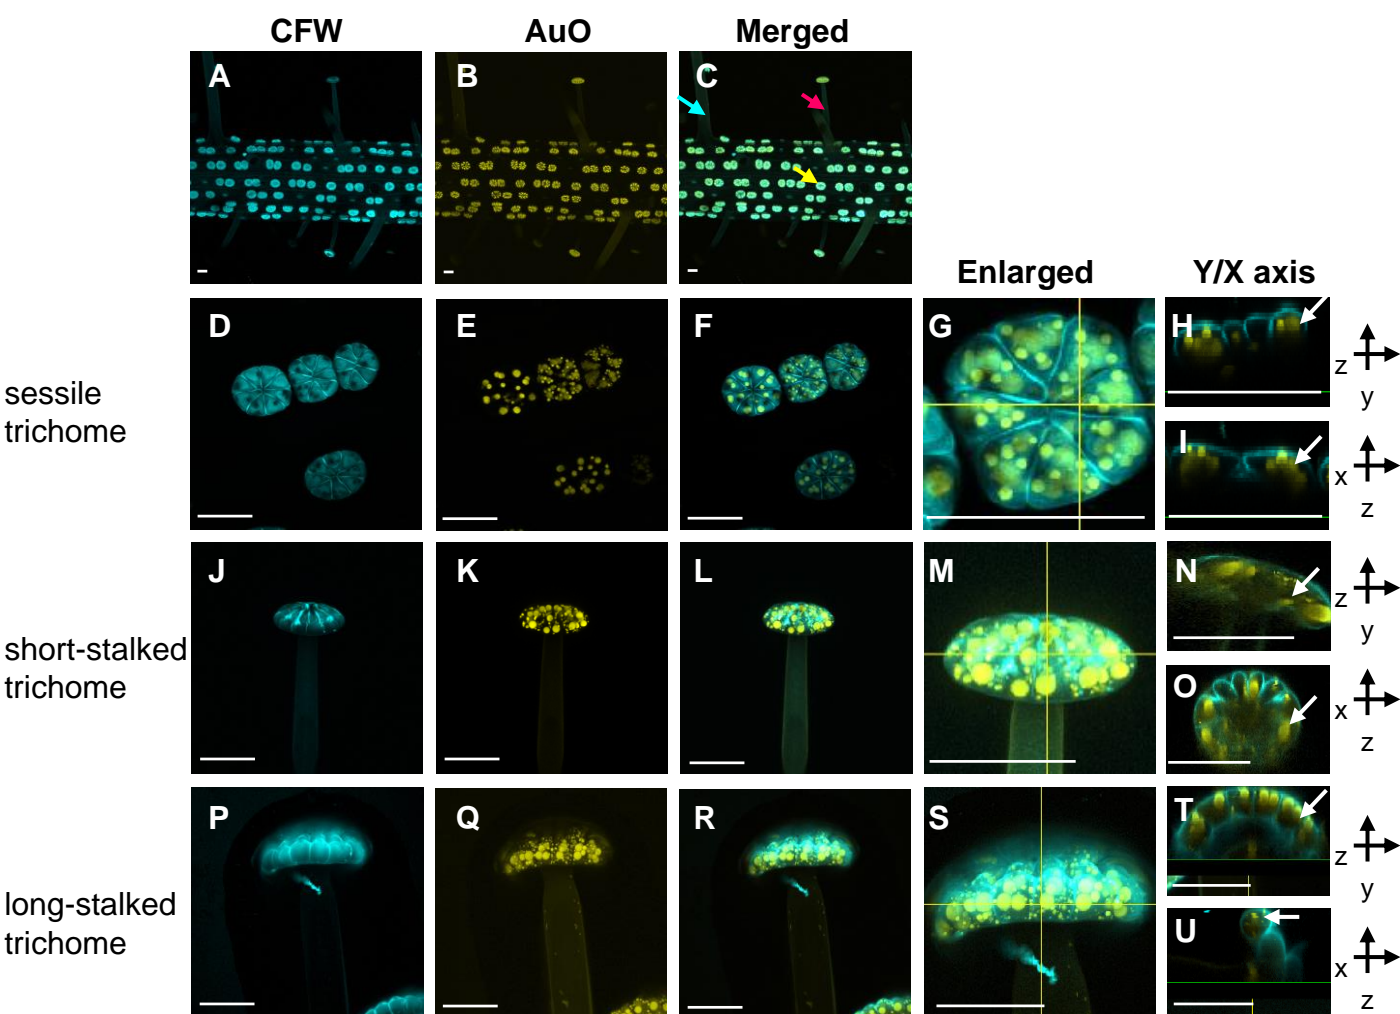 CFW AuO Merged
A B C
Enlarged Y/X axis
sessile
trichome
D E F G H
z
y
I
x
z
short-stalked
trichome
J K L M N
z
y
O
x
z
long-stalked
trichome
P Q R S T
z
y
U
x
z